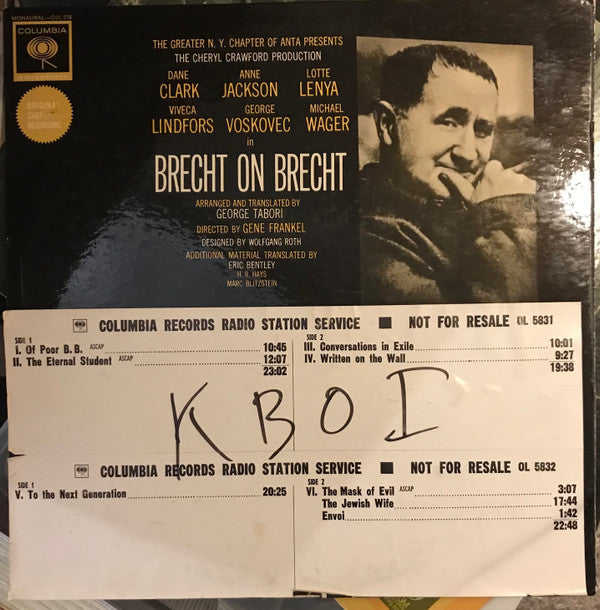 MONAURAL—O2L 278
COLUMBIA
MASTERWORKS
ORIGINAL
CAST
RECORDING
THE GREATER N. Y. CHAPTER OF ANTA PRESENTS
THE CHERYL CRAWFORD PRODUCTION
DANE ANNE LOTTE
CLARK JACKSON LENYA
VIVECA GEORGE MICHAEL
LINDFORS VOSKOVEC WAGER
in
BRECHT ON BRECHT
ARRANGED AND TRANSLATED BY
GEORGE TABORI
DIRECTED BY GENE FRANKEL
DESIGNED BY WOLFGANG ROTH
ADDITIONAL MATERIAL TRANSLATED BY
ERIC BENTLEY
H. R. HAYS
MARC BLITZSTEIN
COLUMBIA RECORDS RADIO STATION SERVICE NOT FOR RESALE OL 5831
SIDE 1
I. Of Poor B. B. ASCAP 10:45
II. The Eternal Student ASCAP 12:07
23:02
SIDE 2
III. Conversations in Exile 10:01
IV. Written on the Wall 9:27
19:38
KBOI
COLUMBIA RECORDS RADIO STATION SERVICE NOT FOR RESALE OL 5832
SIDE 1
V. To the Next Generation 20:25
SIDE 2
VI. The Mask of Evil ASCAP 3:07
The Jewish Wife 17:44
Envoi 1:42
22:48